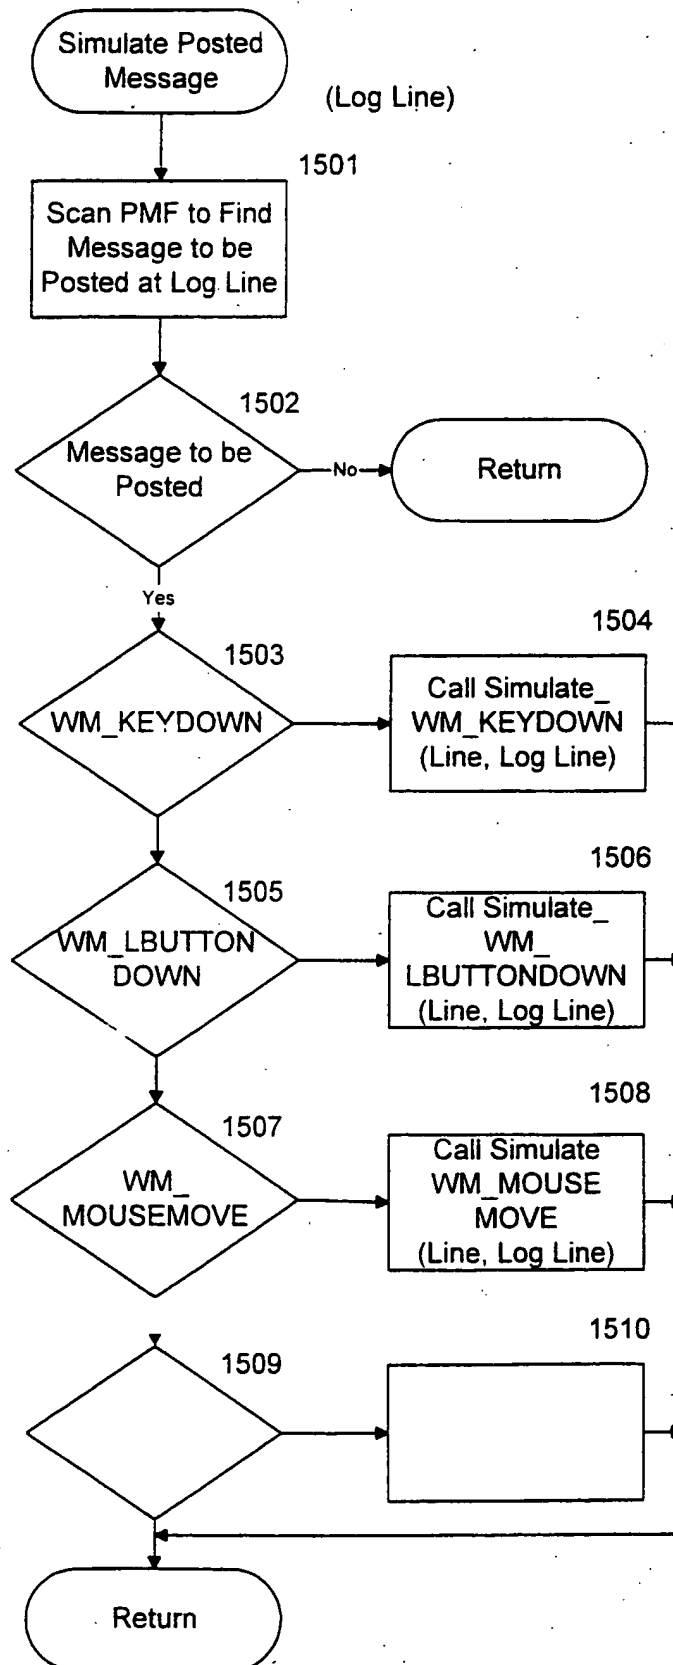 Simulate Posted
Message
(Log Line)
1501
Scan PMF to Find
Message to be
Posted at Log Line
1502
Message to be
Posted
No
Return
Yes
1503
WM_KEYDOWN
1504
Call Simulate_
WM_KEYDOWN
(Line, Log Line)
1505
WM_LBUTTON
DOWN
1506
Call Simulate_
WM_
LBUTTONDOWN
(Line, Log Line)
1507
WM_
MOUSEMOVE
1508
Call Simulate
WM_MOUSE
MOVE
(Line, Log Line)
1509
1510
Return